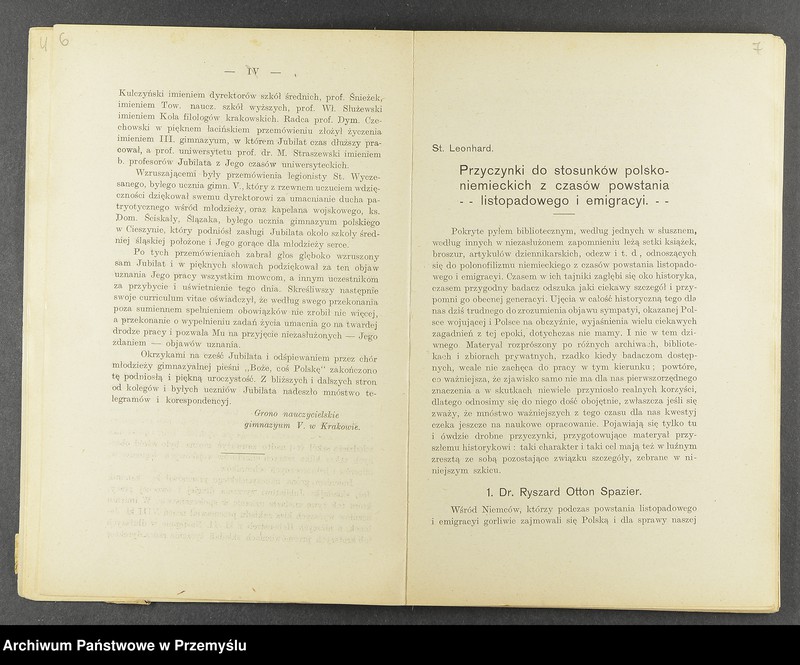 4 6
— IV —
Kulczyński imieniem dyrektorów szkół średnich, prof. Śnieżek,
imieniem Tow. naucz. szkół wyższych, prof. Wł. Służewski
imieniem Koła filologów krakowskich. Radca prof. Dym. Cze-
chowski w pięknem łacińskiem przemówieniu złożył życzenia
imieniem III. gimnazyum, w którem Jubilat czas dłuższy pra-
cował, a prof. uniwersytetu prof. dr. M. Straszewski imieniem
b. profesorów Jubilata z Jego czasów uniwersyteckich.
Wzruszającemi były przemówienia legionisty St. Wycze-
sanego, byłego ucznia gimn. V., który z rzewnem uczuciem wdzię-
czności dziękował swemu dyrektorowi za umacnianie ducha pa-
tryotycznego wśród młodzieży, oraz kapelana wojskowego, ks.
Dom. Ściskały, Ślązaka, byłego ucznia gimnazyum polskiego
w Cieszynie, który podniósł zasługi Jubilata około szkoły śred-
niej śląskiej położone i Jego gorące dla młodzieży serce.
Po tych przemówieniach zabrał głos głęboko wzruszony
sam Jubilat i w pięknych słowach podziękował za ten objaw
uznania Jego pracy wszystkim mowcom, a innym uczestnikom
za przybycie i uświetnienie tego dnia. Skreśliwszy następnie
swoje curriculum vitae oświadczył, że według swego przekonania
poza sumiennem spełnieniem obowiązków nie zrobił nic więcej,
a przekonanie o wypełnieniu zadań życia umacnia go na twardej
drodze pracy i pozwala Mu na przyjęcie niezasłużonych — Jego
zdaniem — objawów uznania.
Okrzykami na cześć Jubilata i odśpiewaniem przez chór
młodzieży gimnazyalnej pieśni „Boże, coś Polskę" zakończono
tę podniosłą i piękną uroczystość. Z bliższych i dalszych stron
od kolegów i byłych uczniów Jubilata nadeszło mnóstwo te-
legramów i korespondencyj.
Grono nauczycielskie
gimnazyum V. w Krakowie.
7
St. Leonhard.
Przyczynki do stosunków polsko-
niemieckich z czasów powstania
- - listopadowego i emigracyi. - -
Pokryte pyłem bibliotecznym, według jednych w słusznem,
według innych w niezasłużonem zapomnieniu leżą setki książek,
broszur, artykułów dziennikarskich, odezw i t. d., odnoszących
się do polonofilizmu niemieckiego z czasów powstania listopado-
wego i emigracyi. Czasem w ich tajniki zagłębi się oko historyka,
czasem przygodny badacz odszuka jaki ciekawy szczegół i przy-
pomni go obecnej generacyi. Ujęcia w całość historyczną tego dla
nas dziś trudnego do zrozumienia objawu sympatyi, okazanej Pol-
sce wojującej i Polsce na obczyźnie, wyjaśnienia wielu ciekawych
zagadnień z tej epoki, dotychczas nie mamy. I nic w tem dzi-
wnego Materyał rozprószony po różnych archiwach, bibliote-
kach i zbiorach prywatnych, rzadko kiedy badaczom dostęp-
nych, wcale nie zachęca do pracy w tym kierunku; powtóre,
co ważniejsza, że zjawisko samo nie ma dla nas pierwszorzędnego
znaczenia a w skutkach niewiele przyniosło realnych korzyści,
dlatego odnosimy się do niego dość obojętnie, zwłaszcza jeśli się
zważy, że mnóstwo ważniejszych z tego czasu dla nas kwestyj
czeka jeszcze na naukowe opracowanie. Pojawiają się tylko tu
i ówdzie drobne przyczynki, przygotowujące materyał przy-
szłemu historykowi: taki charakter i taki cel mają też w luźnym
zresztą ze sobą pozostające związku szczegóły, zebrane w ni-
niejszym szkicu.
1. Dr. Ryszard Otton Spazier.
Wśród Niemców, którzy podczas powstania listopadowego
i emigracyi gorliwie zajmowali się Polską i dla sprawy naszej
Archiwum Państwowe w Przemyślu